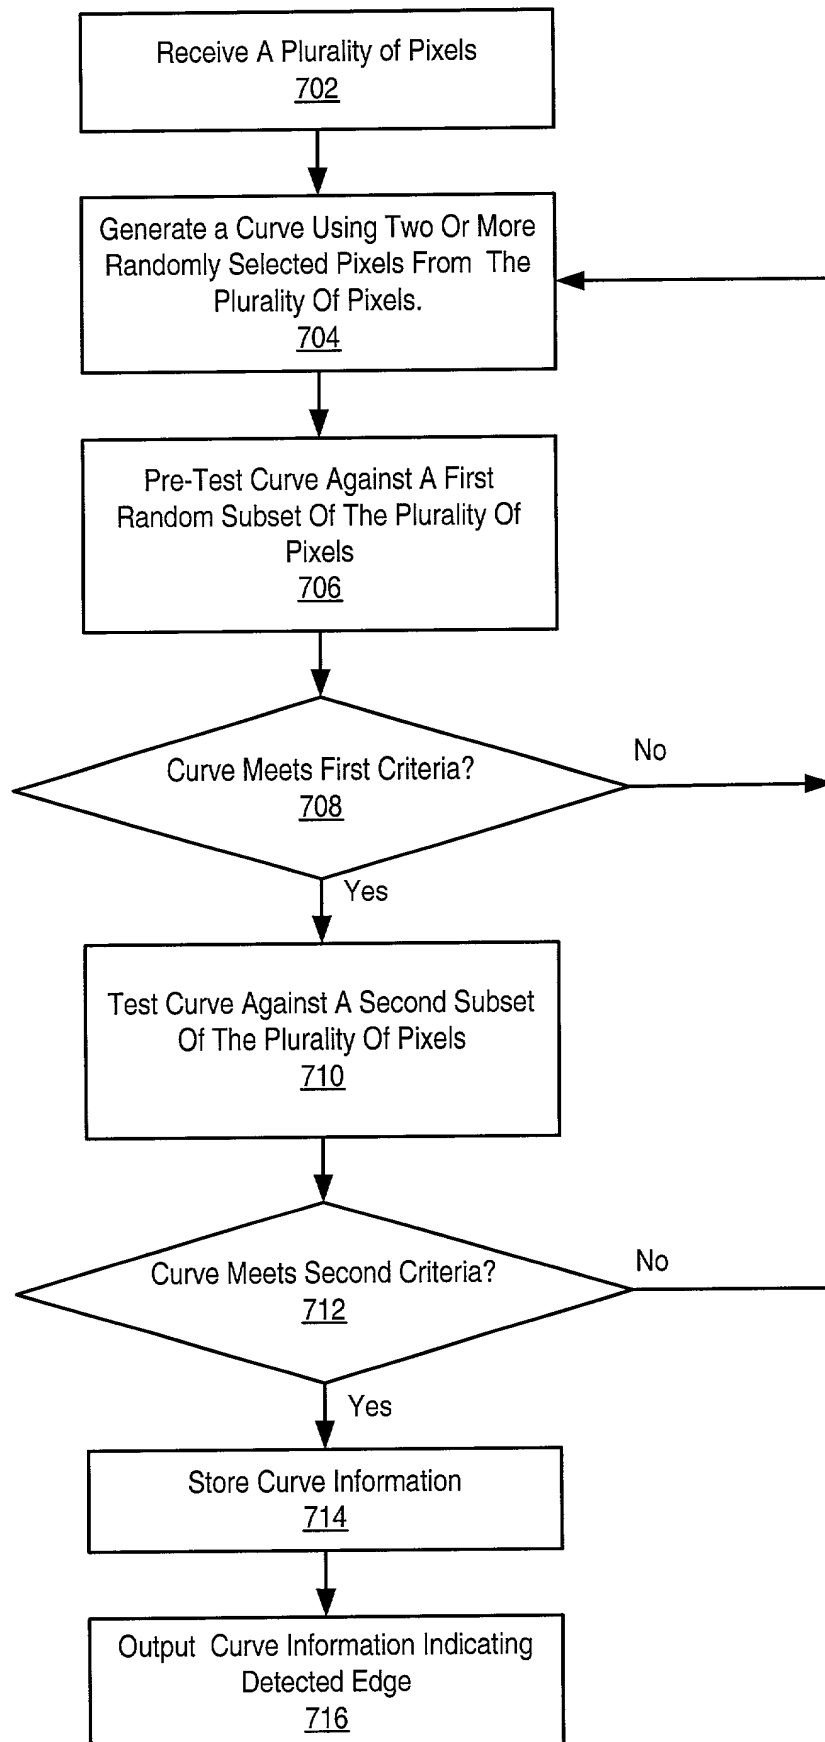 Receive A Plurality of Pixels
702
Generate a Curve Using Two Or More
Randomly Selected Pixels From The
Plurality Of Pixels.
704
Pre-Test Curve Against A First
Random Subset Of The Plurality Of
Pixels
706
Curve Meets First Criteria?
708
No
Yes
Test Curve Against A Second Subset
Of The Plurality Of Pixels
710
Curve Meets Second Criteria?
712
No
Yes
Store Curve Information
714
Output Curve Information Indicating
Detected Edge
716